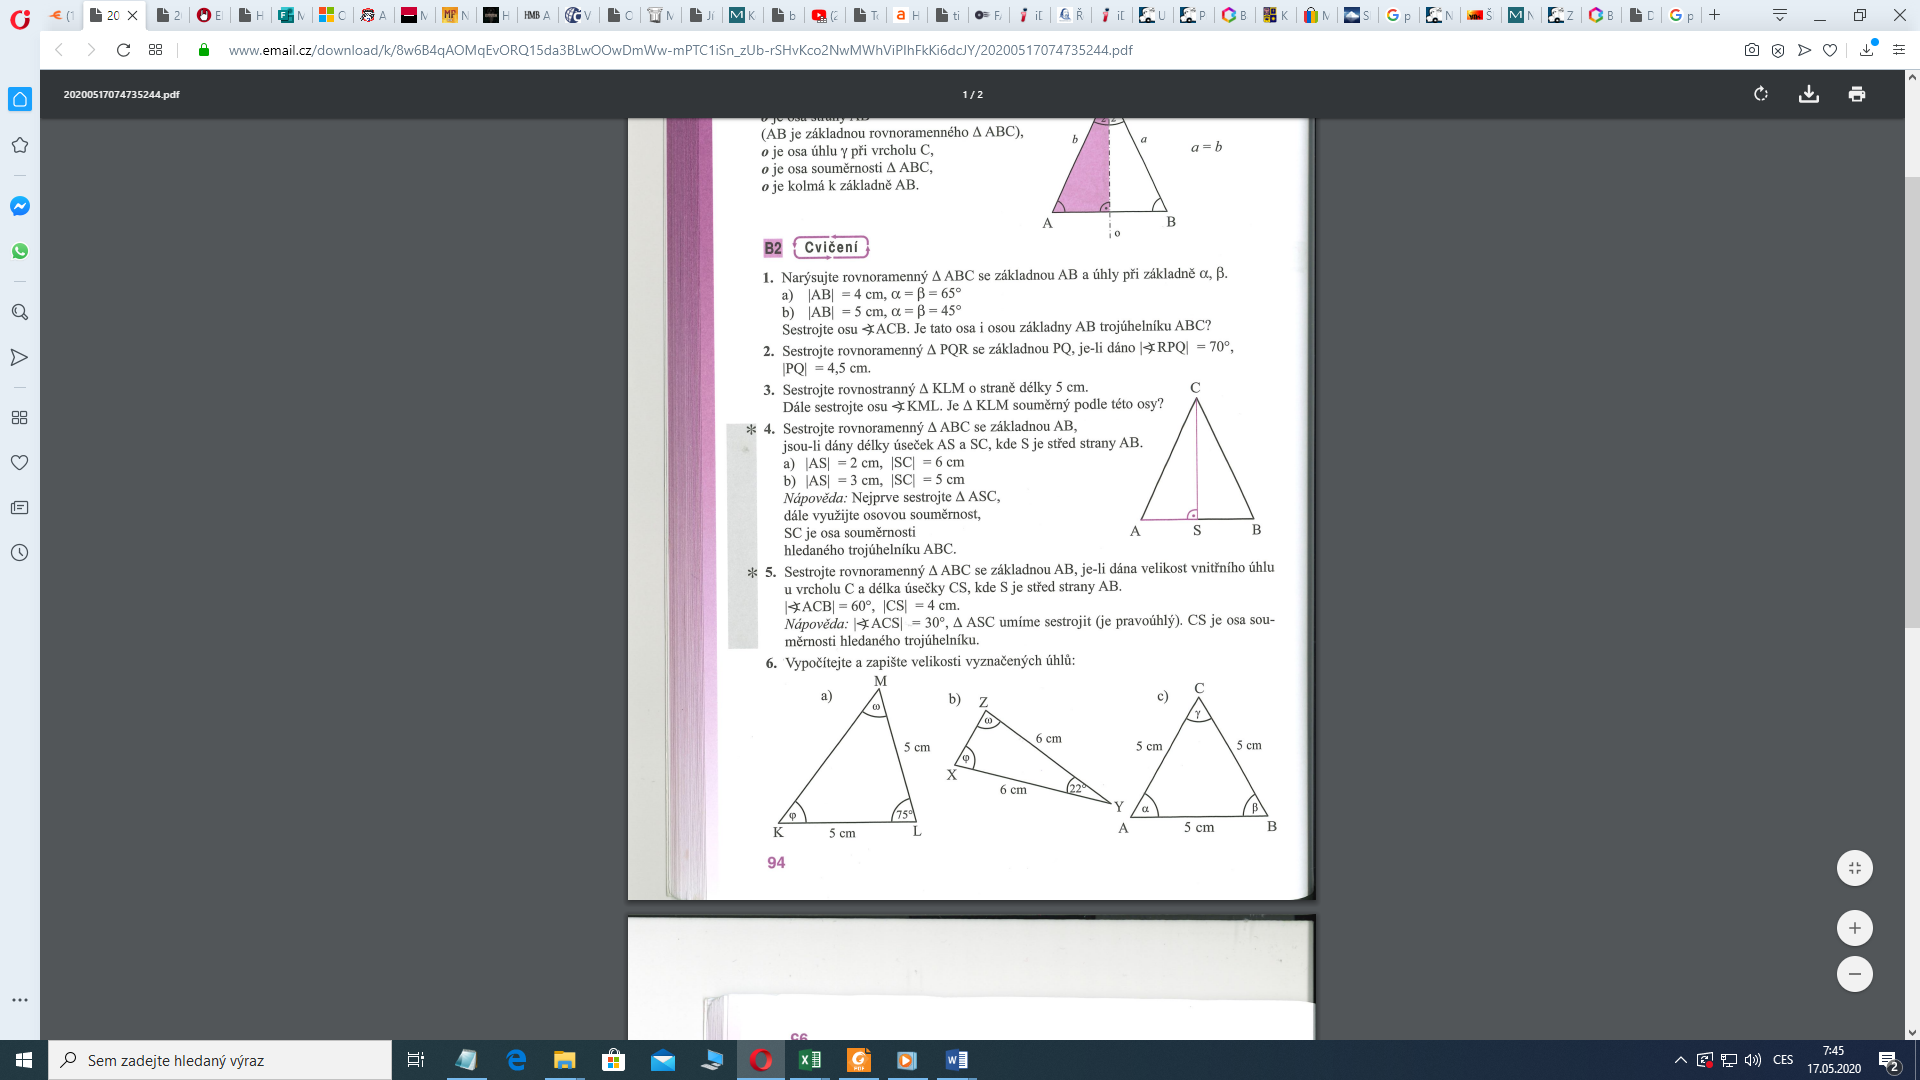 www.email.cz/download/k/8w6B4qAOMqEvORQ15da3BLwOOwDmWw-mPTC1iSn_zUb-rSHvKco2NwMWhViPIhFkKi6dcJY/20200517074735244.pdf
20200517074735244.pdf
1 / 2
o je osa strany AB
(AB je základnou rovnoramenného Δ ABC),
o je osa úhlu γ při vrcholu C,
o je osa souměrnosti Δ ABC,
o je kolmá k základně AB.
b
a
a = b
A
B
o
B2 Cvičení
1. Narýsujte rovnoramenný Δ ABC se základnou AB a úhly při základně α, β.
a) |AB| = 4 cm, α = β = 65°
b) |AB| = 5 cm, α = β = 45°
Sestrojte osu ∢ACB. Je tato osa i osou základny AB trojúhelníku ABC?
2. Sestrojte rovnoramenný Δ PQR se základnou PQ, je-li dáno |∢RPQ| = 70°,
|PQ| = 4,5 cm.
3. Sestrojte rovnostranný Δ KLM o straně délky 5 cm.
Dále sestrojte osu ∢KML. Je Δ KLM souměrný podle této osy?
* 4. Sestrojte rovnoramenný Δ ABC se základnou AB,
jsou-li dány délky úseček AS a SC, kde S je střed strany AB.
a) |AS| = 2 cm, |SC| = 6 cm
b) |AS| = 3 cm, |SC| = 5 cm
Nápověda: Nejprve sestrojte Δ ASC,
dále využijte osovou souměrnost,
SC je osa souměrnosti
hledaného trojúhelníku ABC.
C
A
S
B
* 5. Sestrojte rovnoramenný Δ ABC se základnou AB, je-li dána velikost vnitřního úhlu
u vrcholu C a délka úsečky CS, kde S je střed strany AB.
|∢ACB| = 60°, |CS| = 4 cm.
Nápověda: |∢ACS| = 30°, Δ ASC umíme sestrojit (je pravoúhlý). CS je osa sou-
měrnosti hledaného trojúhelníku.
6. Vypočítejte a zapište velikosti vyznačených úhlů:
a)
M
ω
5 cm
φ
75°
K
5 cm
L
b)
Z
ω
6 cm
φ
X
6 cm
22°
Y
c)
C
γ
5 cm
5 cm
α
β
A
5 cm
B
94
95
Sem zadejte hledaný výraz
CES
7:45
17.05.2020
2